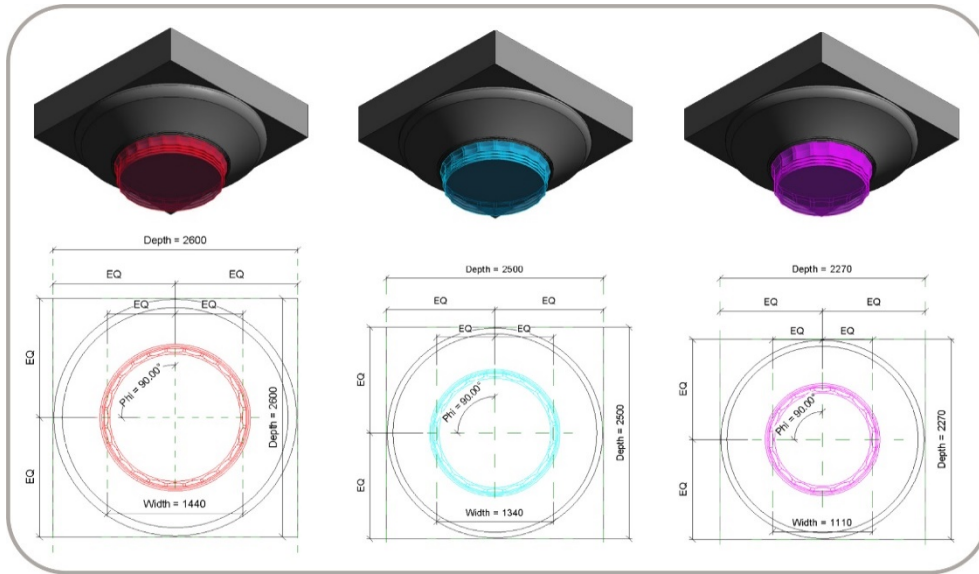 Depth = 2600
EQ
EQ
EQ
EQ
EQ
Phi = 90.00°
Depth = 2600
EQ
Width = 1440
Depth = 2500
EQ
EQ
EQ
EQ
EQ
Phi = 90.00°
Depth = 2500
EQ
Width = 1340
Depth = 2270
EQ
EQ
EQ
EQ
EQ
Phi = 90.00°
Depth = 2270
EQ
Width = 1110